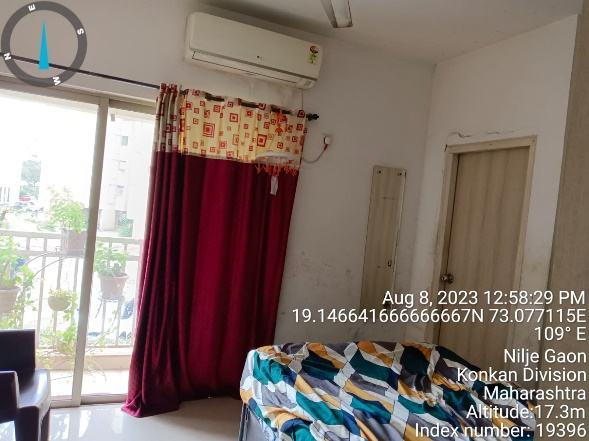 N
E
S
W
Aug 8, 2023 12:58:29 PM
19.146641666666667N 73.077115E
109° E
Nilje Gaon
Konkan Division
Maharashtra
Altitude:17.3m
Index number: 19396